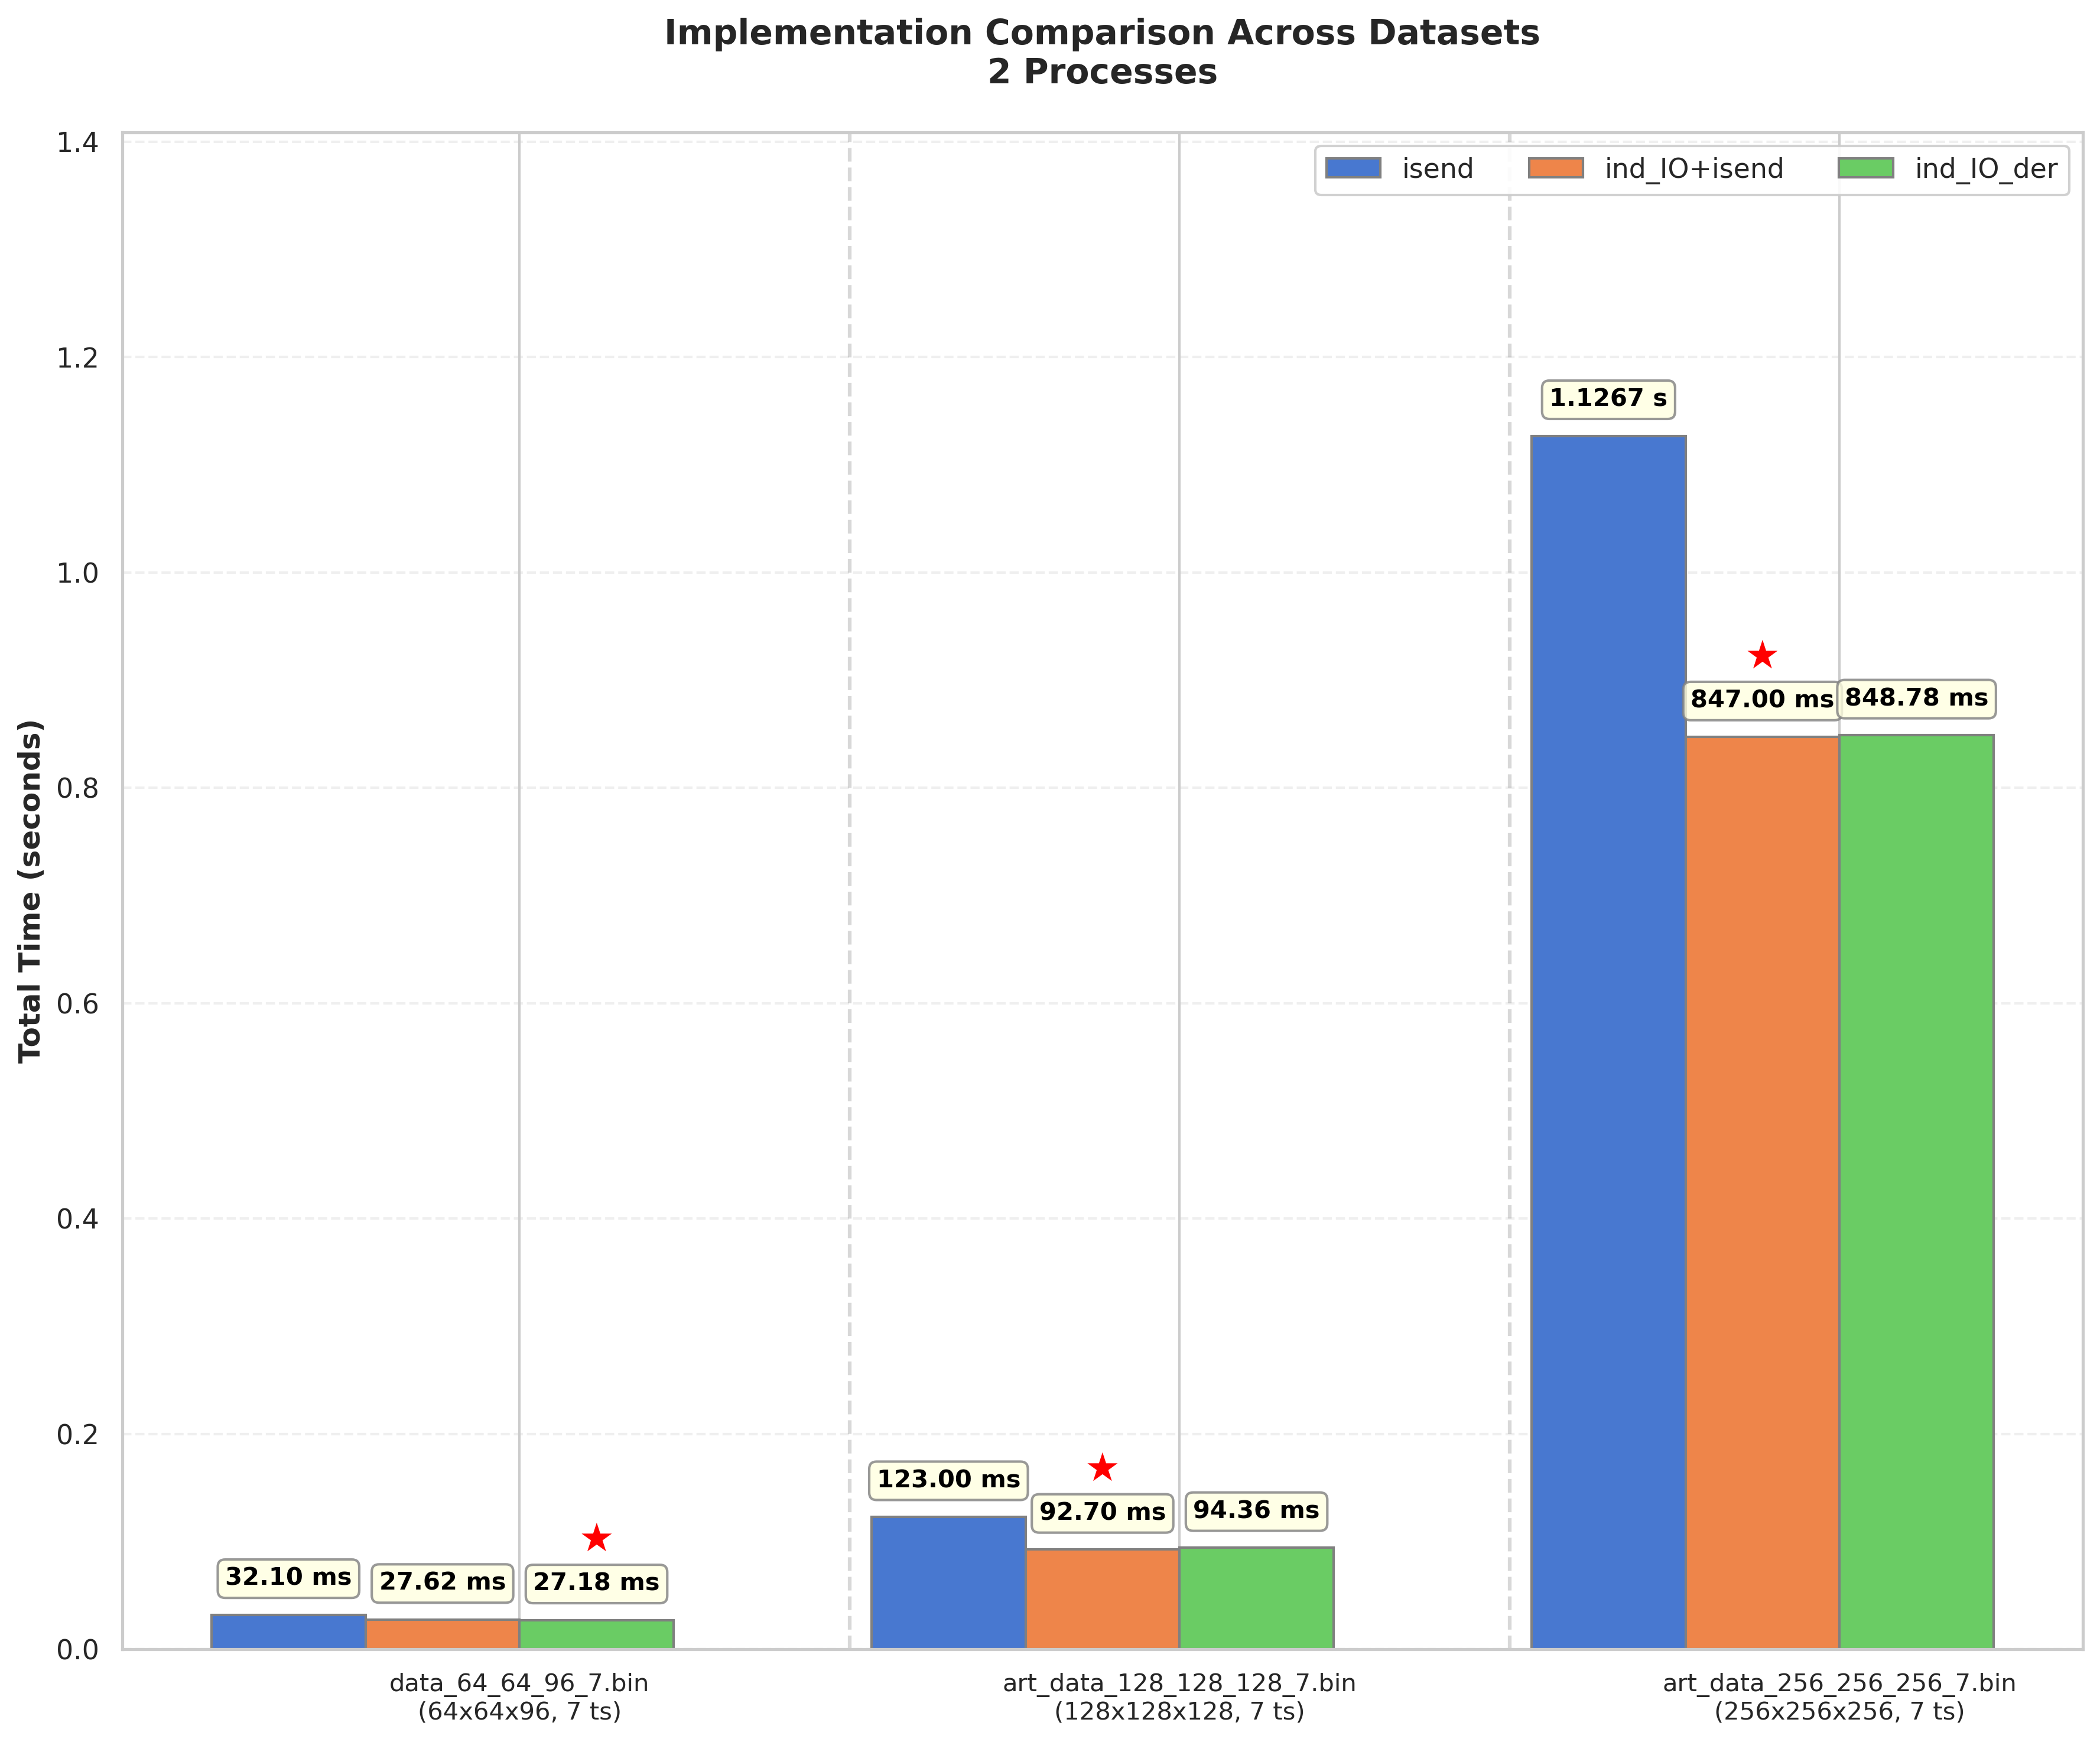 Implementation Comparison Across Datasets
2 Processes
isend
ind_IO+isend
ind_IO_der
Total Time (seconds)
1.4
1.2
1.0
0.8
0.6
0.4
0.2
0.0
32.10 ms
27.62 ms
27.18 ms
123.00 ms
92.70 ms
94.36 ms
1.1267 s
847.00 ms
848.78 ms
data_64_64_96_7.bin
(64x64x96, 7 ts)
art_data_128_128_128_7.bin
(128x128x128, 7 ts)
art_data_256_256_256_7.bin
(256x256x256, 7 ts)